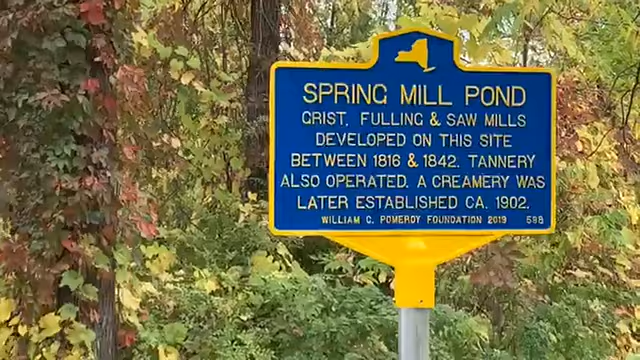 SPRING MILL POND
GRIST, FULLING & SAW MILLS
DEVELOPED ON THIS SITE
BETWEEN 1816 & 1842. TANNERY
ALSO OPERATED. A CREAMERY WAS
LATER ESTABLISHED CA. 1902.
WILLIAM G. POMEROY FOUNDATION 2019 598